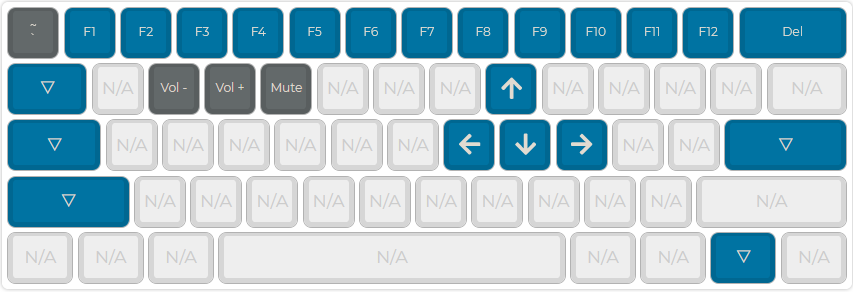 ~
` F1 F2 F3 F4 F5 F6 F7 F8 F9 F10 F11 F12 Del
▽ N/A Vol - Vol + Mute N/A N/A N/A ↑ N/A N/A N/A N/A N/A
▽ N/A N/A N/A N/A N/A N/A ← ↓ → N/A N/A ▽
▽ N/A N/A N/A N/A N/A N/A N/A N/A N/A N/A N/A
N/A N/A N/A N/A N/A N/A ▽ N/A